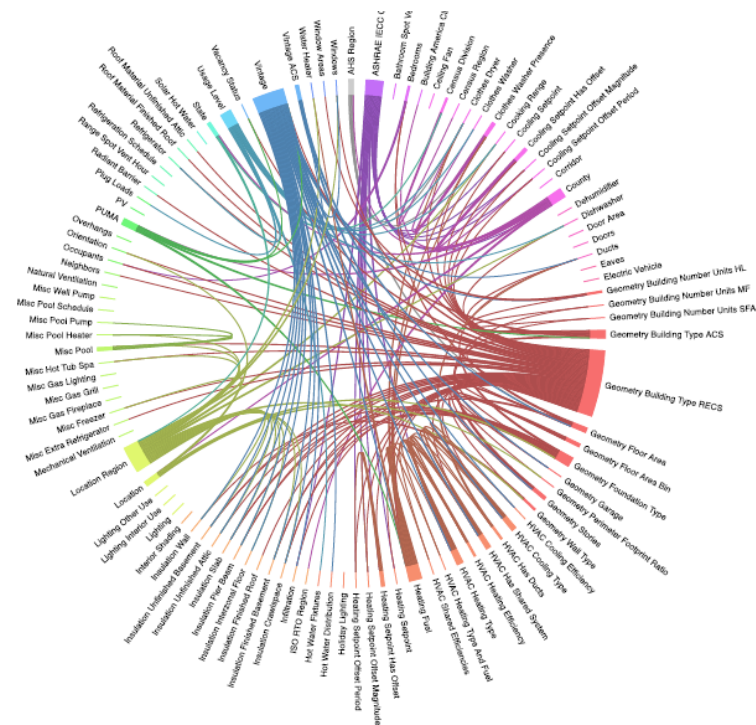 AHS Region
ASHRAE IECC C
Bathroom Spot Ve
Bedrooms
Building America Cl
Ceiling Fan
Census Division
Census Region
Clothes Dryer
Clothes Washer
Clothes Washer Presence
Cooking Range
Cooling Setpoint
Cooling Setpoint Has Offset
Cooling Setpoint Offset Magnitude
Cooling Setpoint Offset Period
Corridor
County
Dehumidifier
Dishwasher
Door Area
Doors
Ducts
Eaves
Electric Vehicle
Geometry Building Number Units HL
Geometry Building Number Units MF
Geometry Building Number Units SFA
Geometry Building Type ACS
Geometry Building Type RECS
Geometry Floor Area
Geometry Floor Area Bin
Geometry Foundation Type
Geometry Garage
Geometry Perimeter Footprint Ratio
Geometry Stories
Geometry Wall Type
HVAC Cooling Efficiency
HVAC Cooling Type
HVAC Has Ducts
HVAC Has Shared System
HVAC Heating Efficiency
HVAC Heating Type
HVAC Heating Type And Fuel
HVAC Shared Efficiencies
Heating Fuel
Heating Setpoint
Heating Setpoint Has Offset
Heating Setpoint Offset Magnitude
Heating Setpoint Offset Period
Holiday Lighting
Hot Water Distribution
Hot Water Fixtures
ISO RTO Region
Infiltration
Insulation Crawlspace
Insulation Finished Basement
Insulation Finished Roof
Insulation Interzonal Floor
Insulation Pier Beam
Insulation Slab
Insulation Unfinished Attic
Insulation Unfinished Basement
Insulation Wall
Interior Shading
Lighting
Lighting Interior Use
Lighting Other Use
Location
Location Region
Mechanical Ventilation
Misc Extra Refrigerator
Misc Freezer
Misc Gas Fireplace
Misc Gas Grill
Misc Gas Lighting
Misc Hot Tub Spa
Misc Pool
Misc Pool Heater
Misc Pool Pump
Misc Pool Schedule
Misc Well Pump
Natural Ventilation
Neighbors
Occupants
Orientation
Overhangs
PUMA
PV
Plug Loads
Radiant Barrier
Range Spot Vent Hour
Refrigeration Schedule
Refrigerator
Roof Material Finished Roof
Roof Material Unfinished Attic
Solar Hot Water
State
Usage Level
Vacancy Status
Vintage
Vintage ACS
Water Heater
Window Areas
Windows